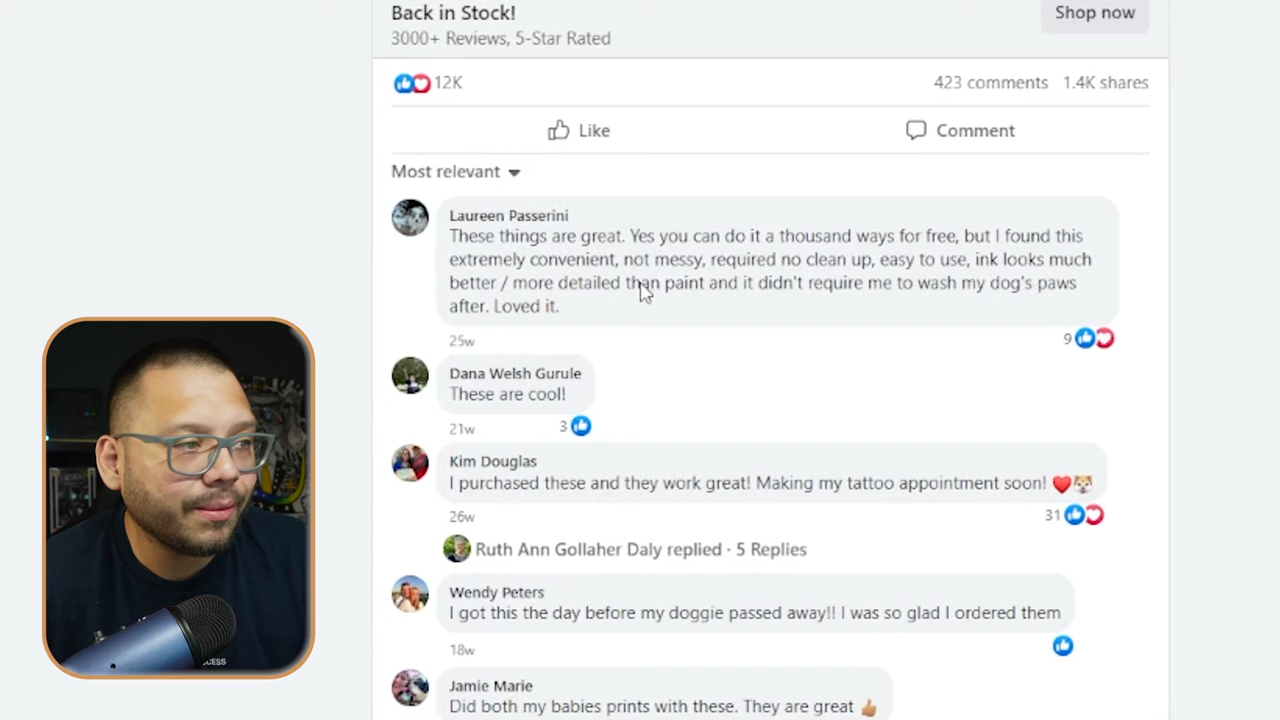 Back in Stock!
Shop now
3000+ Reviews, 5-Star Rated
12K
423 comments 1.4K shares
Like
Comment
Most relevant
Laureen Passerini
These things are great. Yes you can do it a thousand ways for free, but I found this
extremely convenient, not messy, required no clean up, easy to use, ink looks much
better / more detailed than paint and it didn't require me to wash my dog's paws
after. Loved it.
25w
9
Dana Welsh Gurule
These are cool!
21w
3
Kim Douglas
I purchased these and they work great! Making my tattoo appointment soon! ❤️🐶
26w
31
Ruth Ann Gollaher Daly replied · 5 Replies
Wendy Peters
I got this the day before my doggie passed away!! I was so glad I ordered them
18w
Jamie Marie
Did both my babies prints with these. They are great 👍🏽